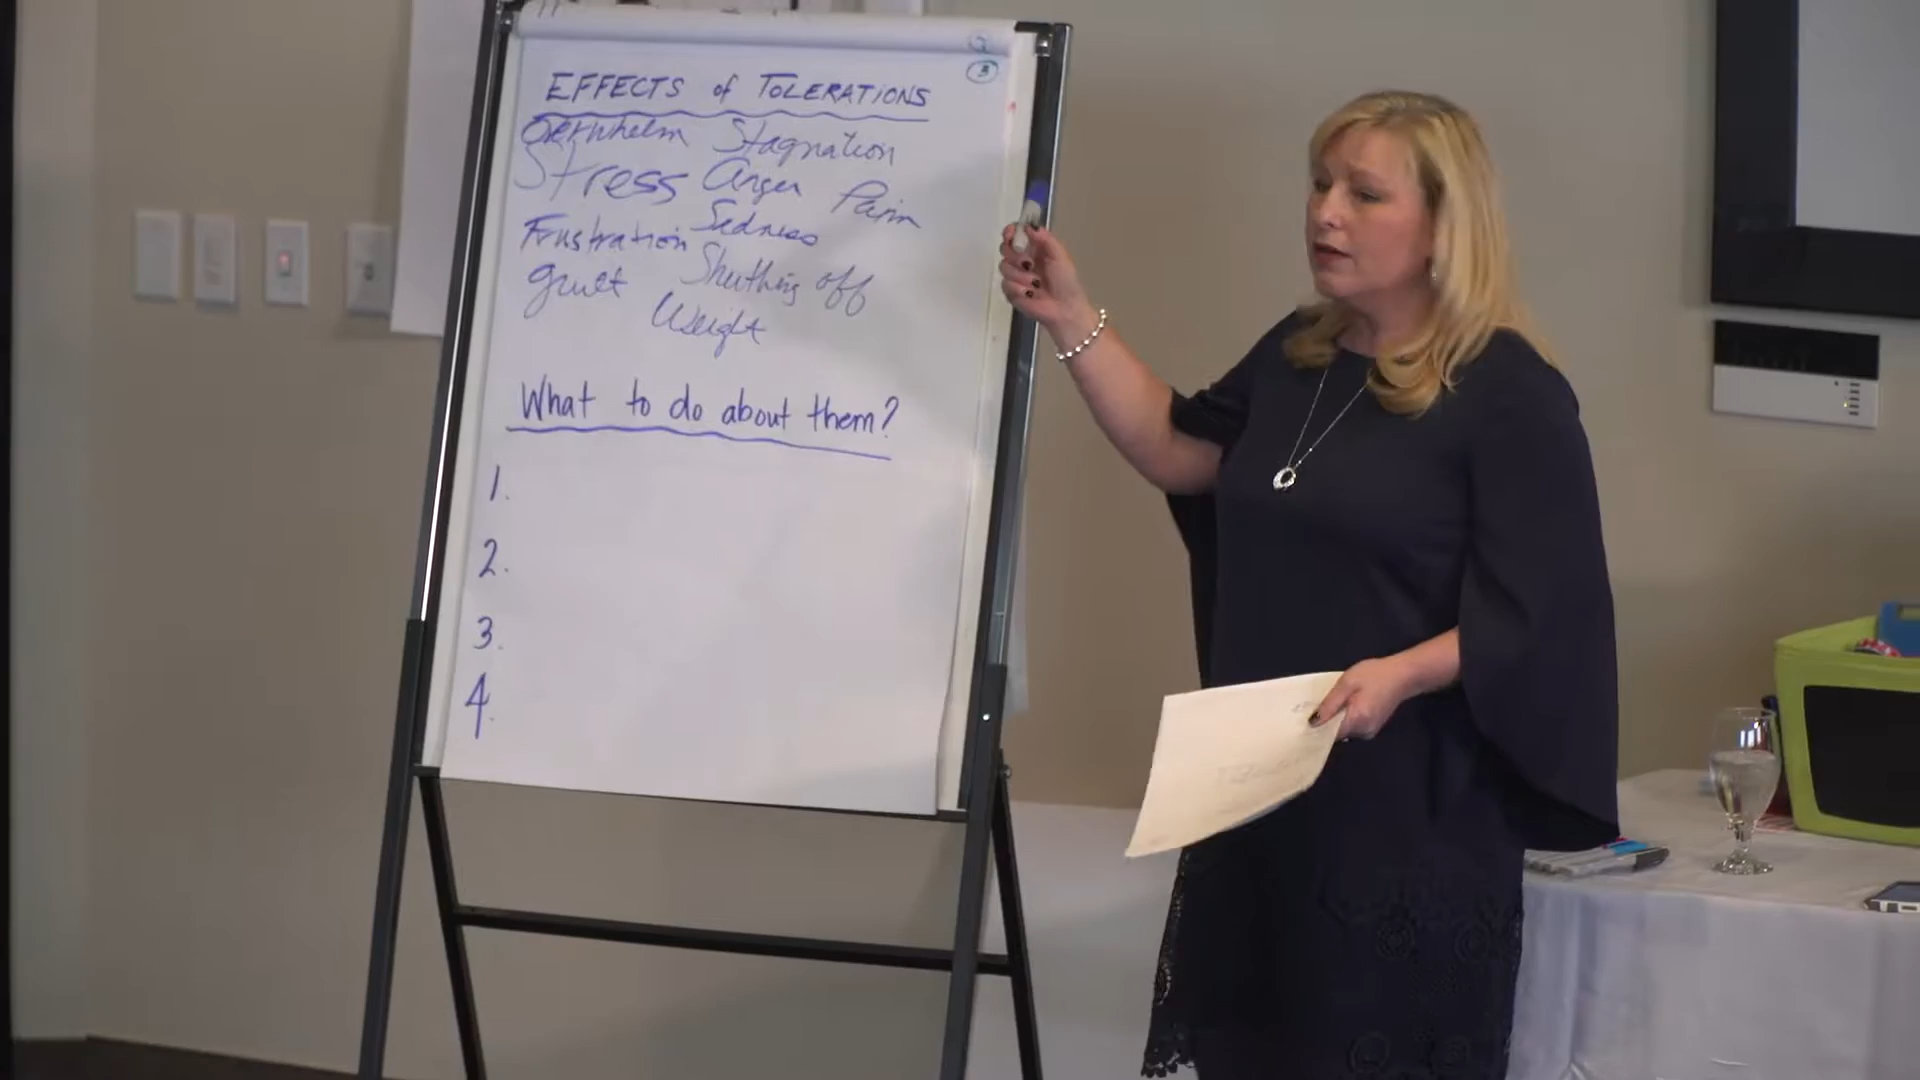 3
EFFECTS of TOLERATIONS
Overwhelm Stagnation
Stress Anger Pain
Frustration Sadness
guilt Shutting off
Weight
What to do about them?
1.
2.
3.
4.